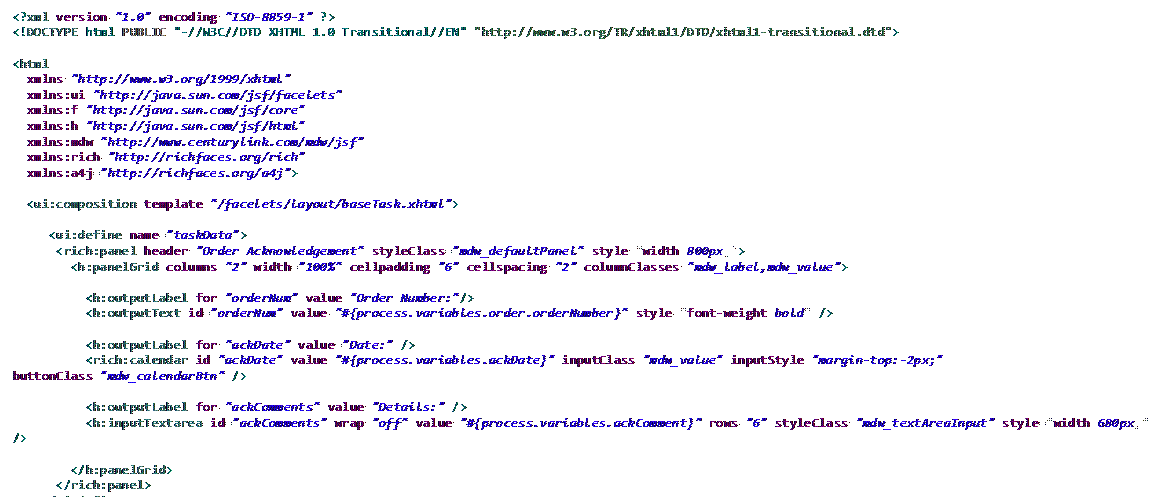 <?xml version "1.0" encoding "ISO-8859-1" ?>
<!DOCTYPE html PUBLIC "-//W3C//DTD XHTML 1.0 Transitional//EN" "http://www.w3.org/TR/xhtml1/DTD/xhtml1-transitional.dtd">
<html
xmlns "http://www.w3.org/1999/xhtml"
xmlns:ui "http://java.sun.com/jsf/facelets"
xmlns:f "http://java.sun.com/jsf/core"
xmlns:h "http://java.sun.com/jsf/html"
xmlns:mdw "http://www.centurylink.com/mdw/jsf"
xmlns:rich "http://richfaces.org/rich"
xmlns:a4j "http://richfaces.org/a4j">
<ui:composition template "/facelets/layout/baseTask.xhtml">
<ui:define name "taskData">
<rich:panel header "Order Acknowledgement" styleClass "mdw_defaultPanel" style "width 800px ">
<h:panelGrid columns "2" width "100%" cellpadding "6" cellspacing "2" columnClasses "mdw_label,mdw_value">
<h:outputLabel for "orderNum" value "Order Number:"/>
<h:outputText id "orderNum" value "#{process.variables.order.orderNumber}" style "font-weight bold" />
<h:outputLabel for "ackDate" value "Date:" />
<rich:calendar id "ackDate" value "#{process.variables.ackDate}" inputClass "mdw_value" inputStyle "margin-top:-2px;"
buttonClass "mdw_calendarBtn" />
<h:outputLabel for "ackComments" value "Details:" />
<h:inputTextarea id "ackComments" wrap "off" value "#{process.variables.ackComment}" rows "6" styleClass "mdw_textAreaInput" style "width 680px "
/>
</h:panelGrid>
</rich:panel>